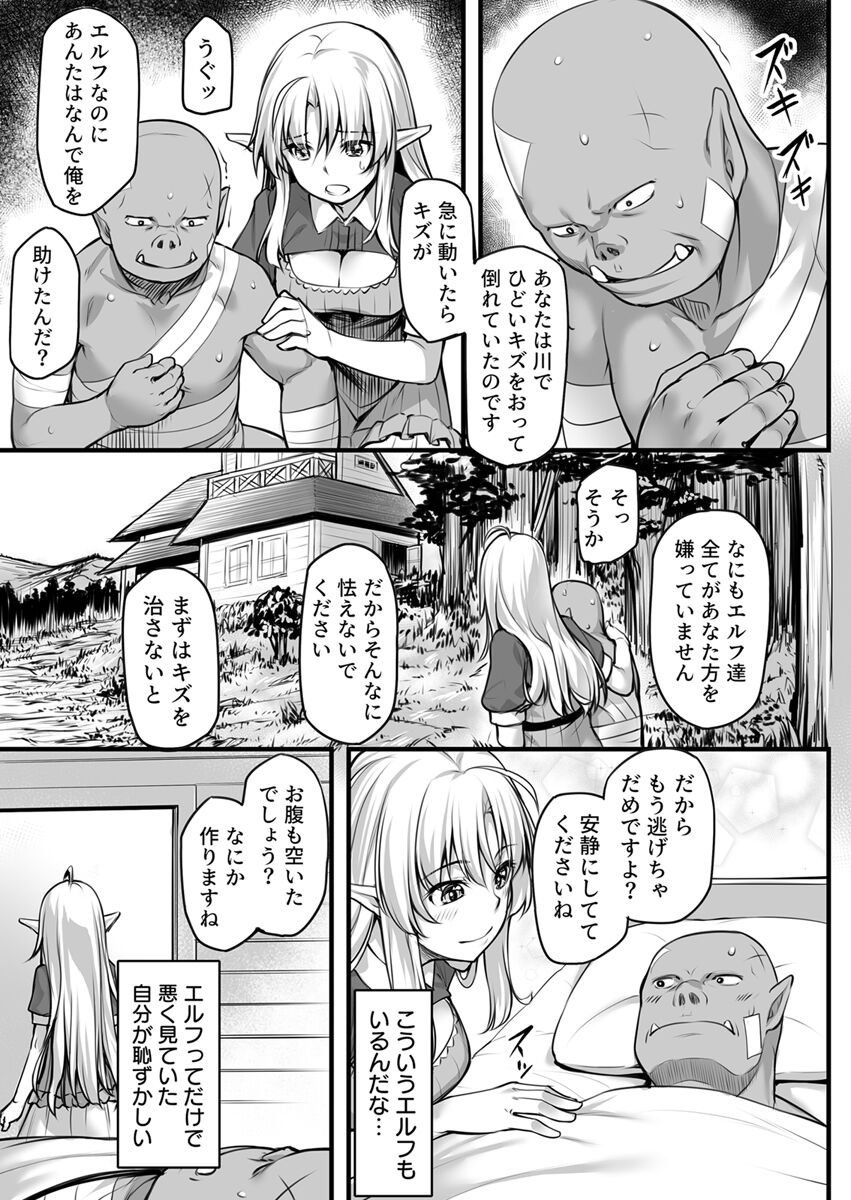 ズキズキ
あなたは川で
ひどいキズをおって
倒れていたのです
急に動いたら
キズが
うぐッ
エルフなのに
あんたはなんで俺を
助けたんだ？
なにもエルフ達
全てがあなた方を
嫌っていません
そっ
そうか
だからそんなに
怯えないで
ください
まずはキズを
治さないと
だから
もう逃げちゃ
だめですよ？
安静にしてて
くださいね
スッ…
こういうエルフも
いるんだな…
お腹も空いた
でしょう？
なにか
作りますね
エルフってだけで
悪く見ていた
自分が恥ずかしい